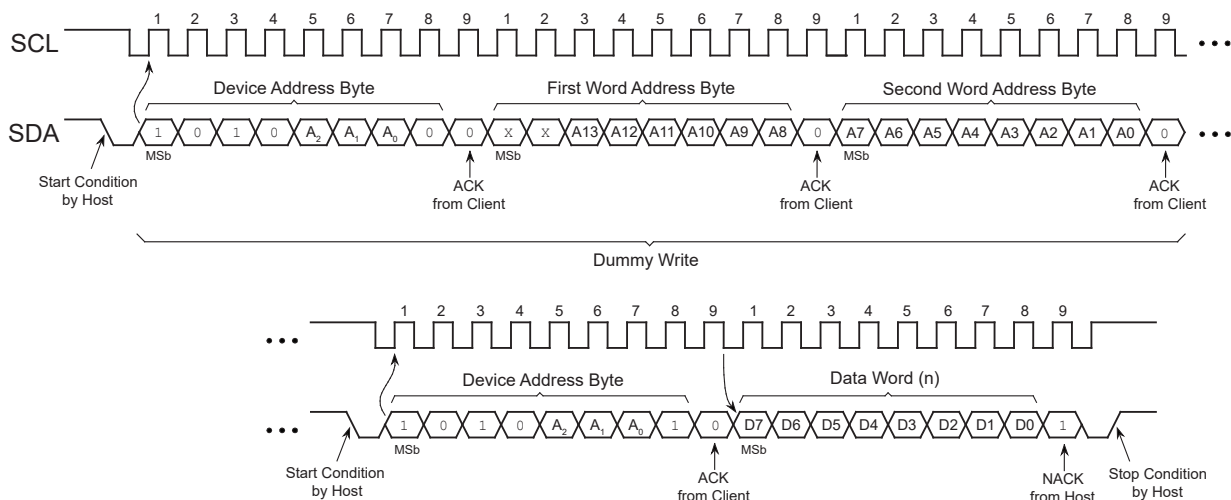 1 2 3 4 5 6 7 8 9 1 2 3 4 5 6 7 8 9 1 2 3 4 5 6 7 8 9
SCL
Device Address Byte First Word Address Byte Second Word Address Byte
SDA 1 0 1 0 A2 A1 A0 0 0 X X A13 A12 A11 A10 A9 A8 0 A7 A6 A5 A4 A3 A2 A1 A0 0
MSb MSb MSb
Start Condition
by Host
ACK
from Client
ACK
from Client
ACK
from Client
Dummy Write
1 2 3 4 5 6 7 8 9 1 2 3 4 5 6 7 8 9
Device Address Byte Data Word (n)
1 0 1 0 A2 A1 A0 1 0 D7 D6 D5 D4 D3 D2 D1 D0 1
MSb MSb
Start Condition
by Host
ACK
from Client
NACK
from Host
Stop Condition
by Host